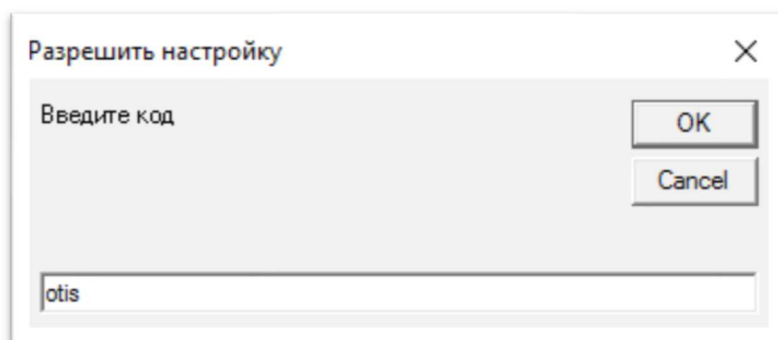 Разрешить настройку
Введите код
OK
Cancel
otis